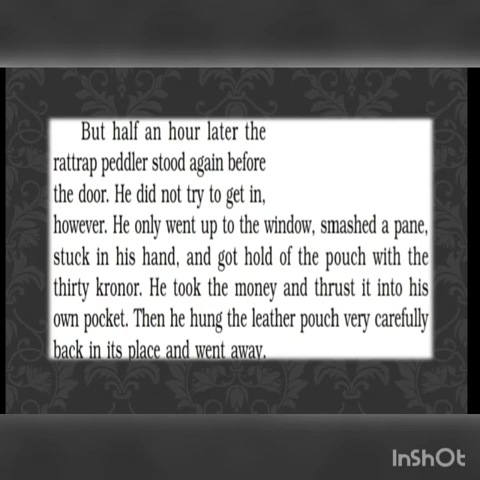 But half an hour later the
rattrap peddler stood again before
the door. He did not try to get in,
however. He only went up to the window, smashed a pane,
stuck in his hand, and got hold of the pouch with the
thirty kronor. He took the money and thrust it into his
own pocket. Then he hung the leather pouch very carefully
back in its place and went away.
InShOt